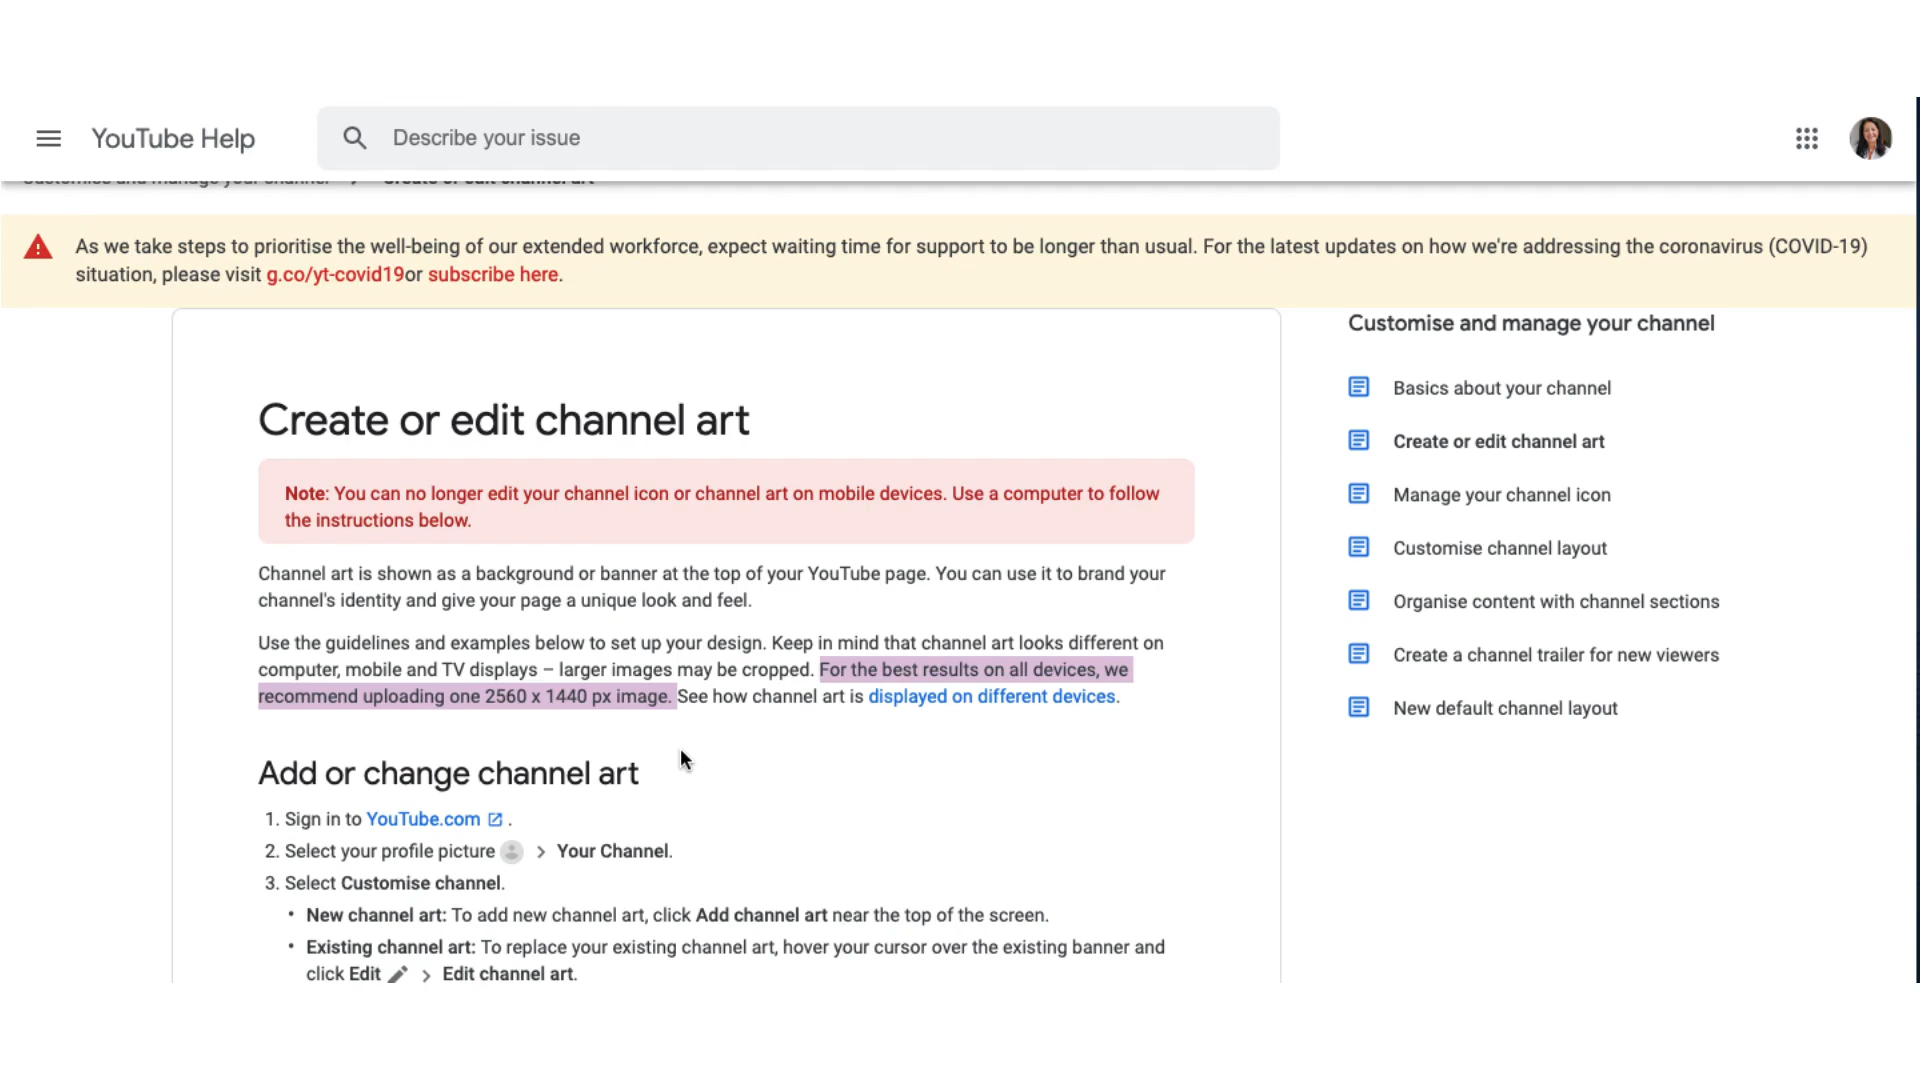 YouTube Help
Describe your issue
Customise and manage your channel > Create or edit channel art
As we take steps to prioritise the well-being of our extended workforce, expect waiting time for support to be longer than usual. For the latest updates on how we're addressing the coronavirus (COVID-19)
situation, please visit g.co/yt-covid19or subscribe here.
Create or edit channel art
Note: You can no longer edit your channel icon or channel art on mobile devices. Use a computer to follow
the instructions below.
Channel art is shown as a background or banner at the top of your YouTube page. You can use it to brand your
channel's identity and give your page a unique look and feel.
Use the guidelines and examples below to set up your design. Keep in mind that channel art looks different on
computer, mobile and TV displays – larger images may be cropped. For the best results on all devices, we
recommend uploading one 2560 x 1440 px image. See how channel art is displayed on different devices.
Add or change channel art
1. Sign in to YouTube.com .
2. Select your profile picture > Your Channel.
3. Select Customise channel.
• New channel art: To add new channel art, click Add channel art near the top of the screen.
• Existing channel art: To replace your existing channel art, hover your cursor over the existing banner and
click Edit > Edit channel art.
Customise and manage your channel
Basics about your channel
Create or edit channel art
Manage your channel icon
Customise channel layout
Organise content with channel sections
Create a channel trailer for new viewers
New default channel layout